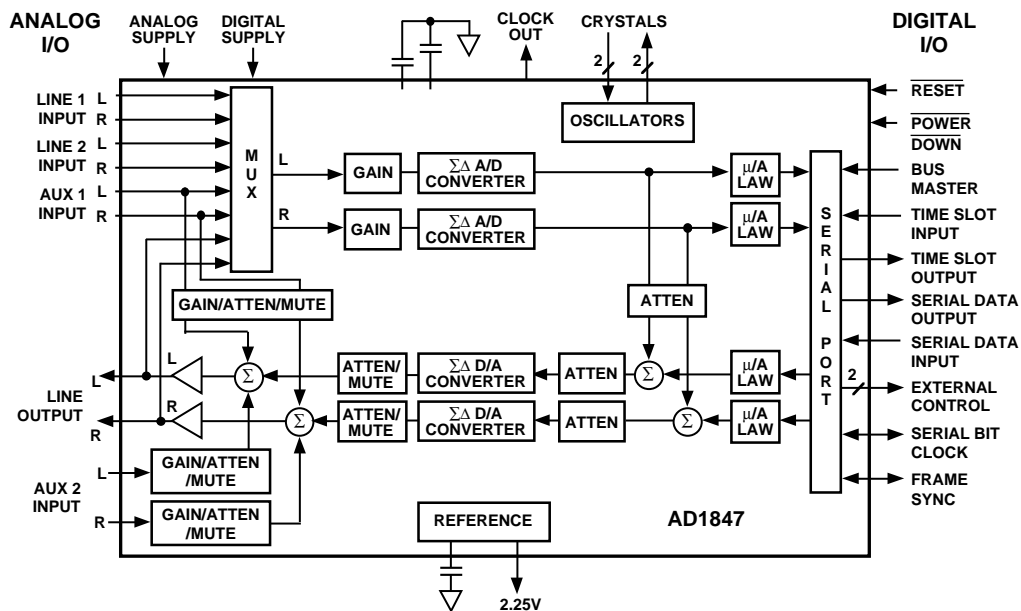 ANALOG
I/O
ANALOG
SUPPLY
DIGITAL
SUPPLY
CLOCK
OUT
CRYSTALS
DIGITAL
I/O
2
2
OSCILLATORS
LINE 1
INPUT
L
R
LINE 2
INPUT
L
R
AUX 1
INPUT
L
R
M
U
X
L
R
GAIN
GAIN
ΣΔ A/D
CONVERTER
ΣΔ A/D
CONVERTER
μ/A
LAW
μ/A
LAW
S
E
R
I
A
L
P
O
R
T
RESET
POWER
DOWN
BUS
MASTER
TIME SLOT
INPUT
TIME SLOT
OUTPUT
SERIAL DATA
OUTPUT
SERIAL DATA
INPUT
2
EXTERNAL
CONTROL
SERIAL BIT
CLOCK
FRAME
SYNC
GAIN/ATTEN/MUTE
ATTEN
LINE
OUTPUT
L
R
L
R
Σ
Σ
ATTEN/
MUTE
ATTEN/
MUTE
ΣΔ D/A
CONVERTER
ΣΔ D/A
CONVERTER
ATTEN
ATTEN
Σ
Σ
μ/A
LAW
μ/A
LAW
AUX 2
INPUT
L
R
GAIN/ATTEN
/MUTE
GAIN/ATTEN
/MUTE
REFERENCE
AD1847
2.25V